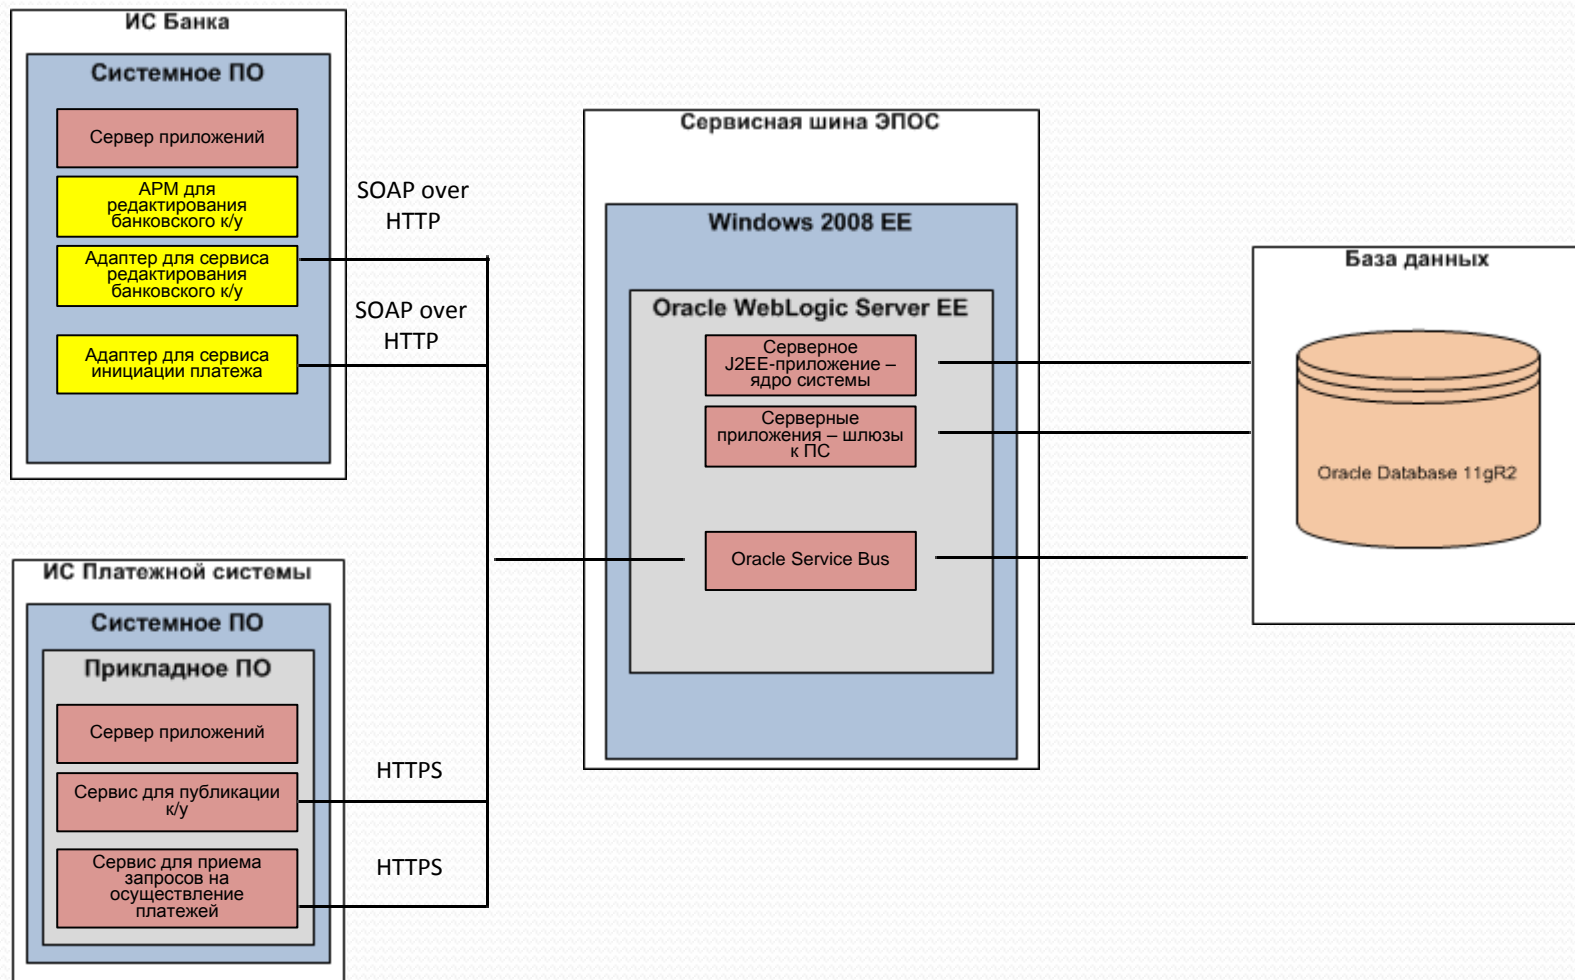 ИС Банка
Системное ПО
Сервер приложений
АРМ для
редактирования
банковского к/у
Адаптер для сервиса
редактирования
банковского к/у
Адаптер для сервиса
инициации платежа
SOAP over
HTTP
SOAP over
HTTP
ИС Платежной системы
Системное ПО
Прикладное ПО
Сервер приложений
Сервис для публикации
к/у
Сервис для приема
запросов на
осуществление
платежей
HTTPS
HTTPS
Сервисная шина ЭПОС
Windows 2008 EE
Oracle WebLogic Server EE
Серверное
J2EE-приложение –
ядро системы
Серверные
приложения – шлюзы
к ПС
Oracle Service Bus
База данных
Oracle Database 11gR2